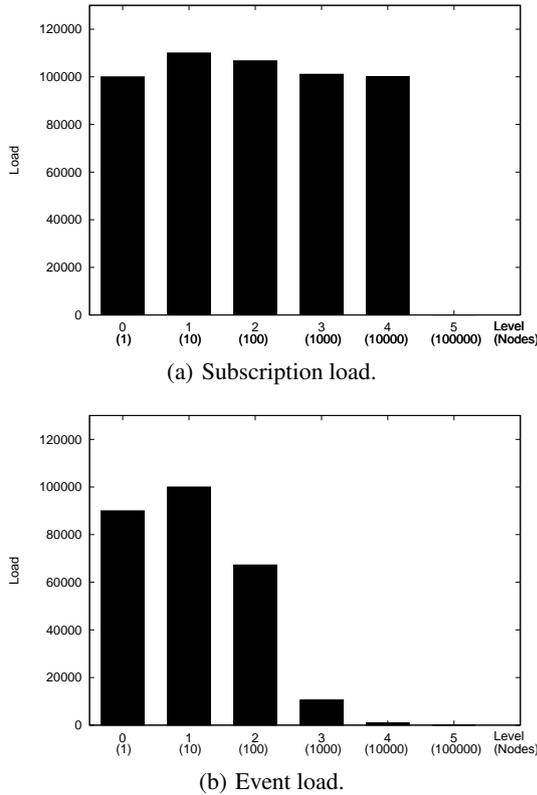 120000
100000
80000
60000
40000
20000
0
Load
0 1 2 3 4 5 Level
(1) (10) (100) (1000) (10000) (100000) (Nodes)
(a) Subscription load.
120000
100000
80000
60000
40000
20000
0
Load
0 1 2 3 4 5 Level
(1) (10) (100) (1000) (10000) (100000) (Nodes)
(b) Event load.